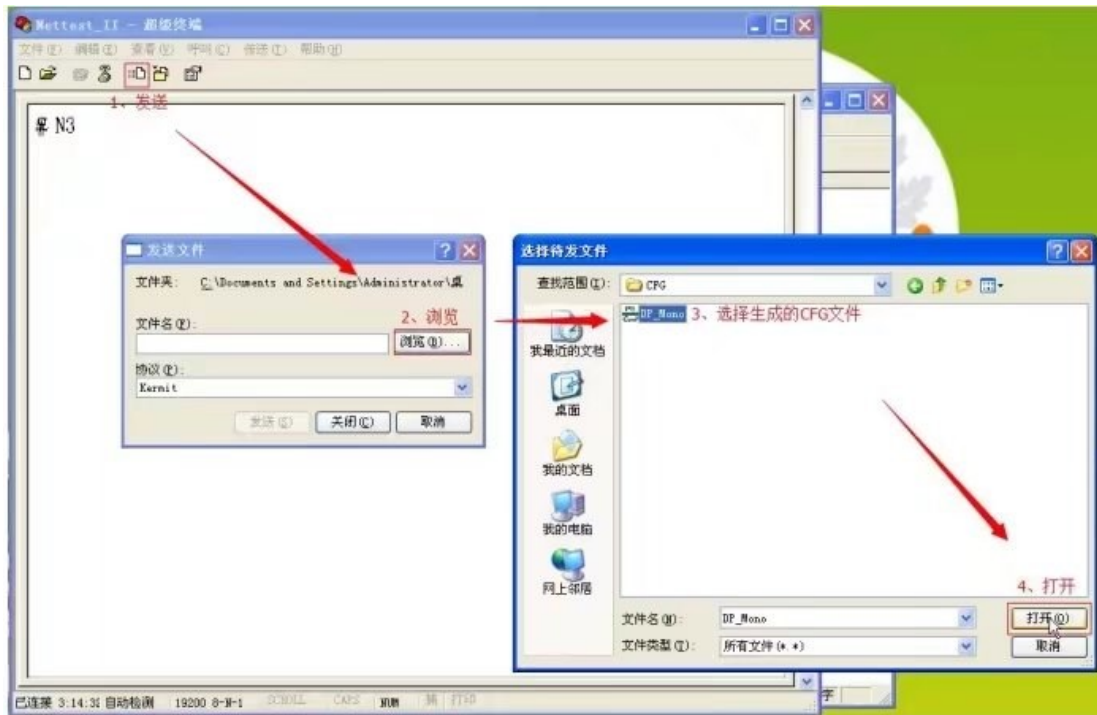 Nettest_II - 超级终端
文件(F) 编辑(E) 查看(V) 呼叫(C) 传送(T) 帮助(H)
1、发送
N3
发送文件
文件夹: C:\Documents and Settings\Administrator\桌
文件名(F):
2、浏览
浏览(B)...
协议(P):
Kermit
发送(S) 关闭(C) 取消
选择待发文件
查找范围(I): CFG
DP_Mono 3、选择生成的CFG文件
我最近的文档
桌面
我的文档
我的电脑
网上邻居
4、打开
文件名(N): DP_Mono 打开(O)
文件类型(T): 所有文件(*.*) 取消
已连接 3:14:31 自动检测 19200 8-N-1 SCROLL CAPS NUM 捕 打印
字